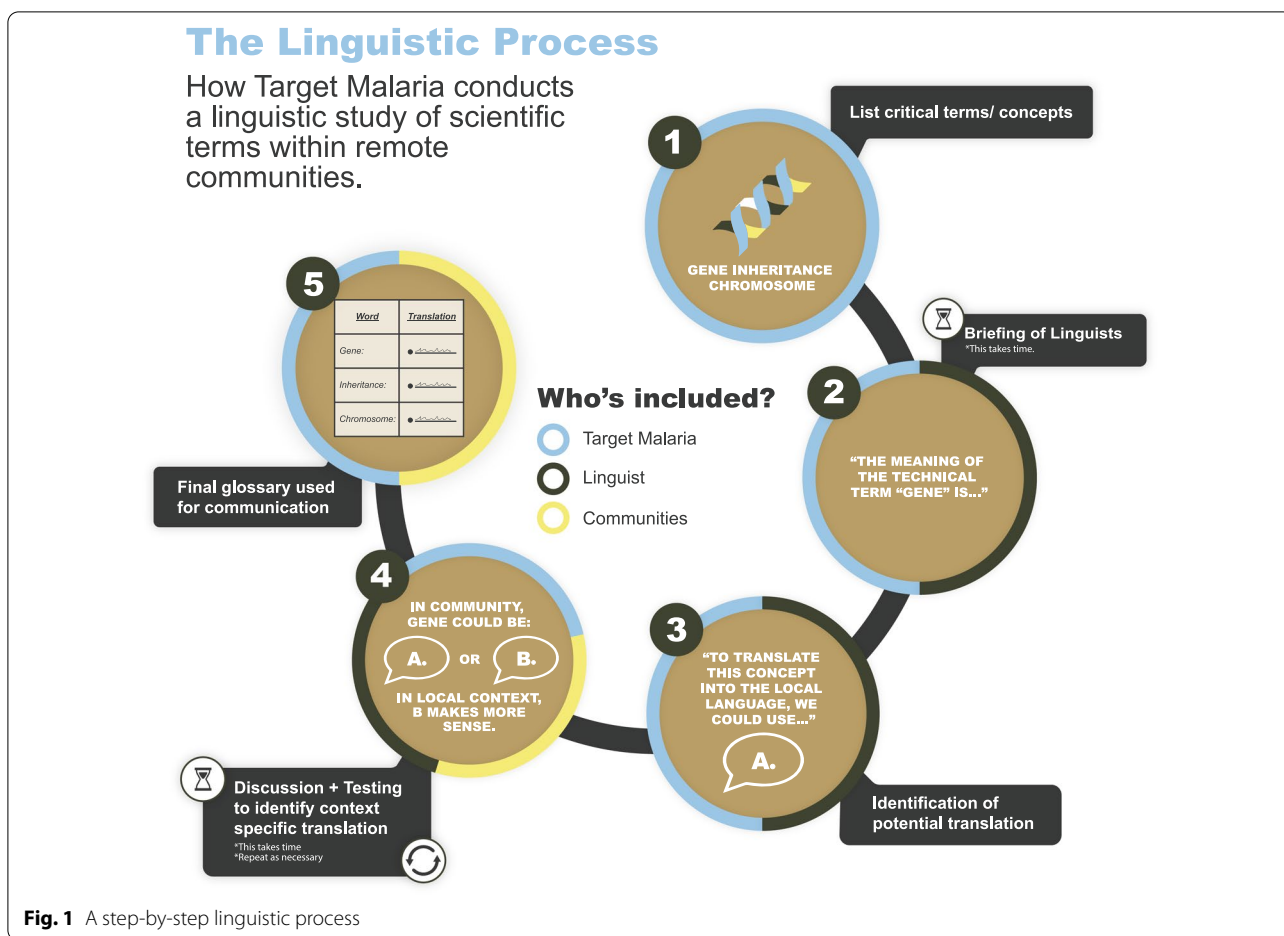 The Linguistic Process
How Target Malaria conducts
a linguistic study of scientific
terms within remote
communities.
1
List critical terms/ concepts
GENE INHERITANCE
CHROMOSOME
2
Briefing of Linguists
*This takes time.
“THE MEANING OF
THE TECHNICAL
TERM “GENE” IS...”
3
“TO TRANSLATE
THIS CONCEPT
INTO THE LOCAL
LANGUAGE, WE
COULD USE...”
A.
Identification of
potential translation
4
IN COMMUNITY,
GENE COULD BE:
A. OR B.
IN LOCAL CONTEXT,
B MAKES MORE
SENSE.
Discussion + Testing
to identify context
specific translation
*This takes time
*Repeat as necessary
5
Word Translation
Gene:
Inheritance:
Chromosome:
Final glossary used
for communication
Who’s included?
Target Malaria
Linguist
Communities
Fig. 1 A step-by-step linguistic process